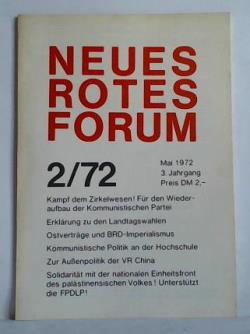 NEUES
ROTES
FORUM
2/72
Mai 1972
3. Jahrgang
Preis DM 2,–
Kampf dem Zirkelwesen! Für den Wieder-
aufbau der Kommunistischen Partei
Erklärung zu den Landtagswahlen
Ostverträge und BRD-Imperialismus
Kommunistische Politik an der Hochschule
Zur Außenpolitik der VR China
Solidarität mit der nationalen Einheitsfront
des palästinensischen Volkes! Unterstützt
die FPDLP!